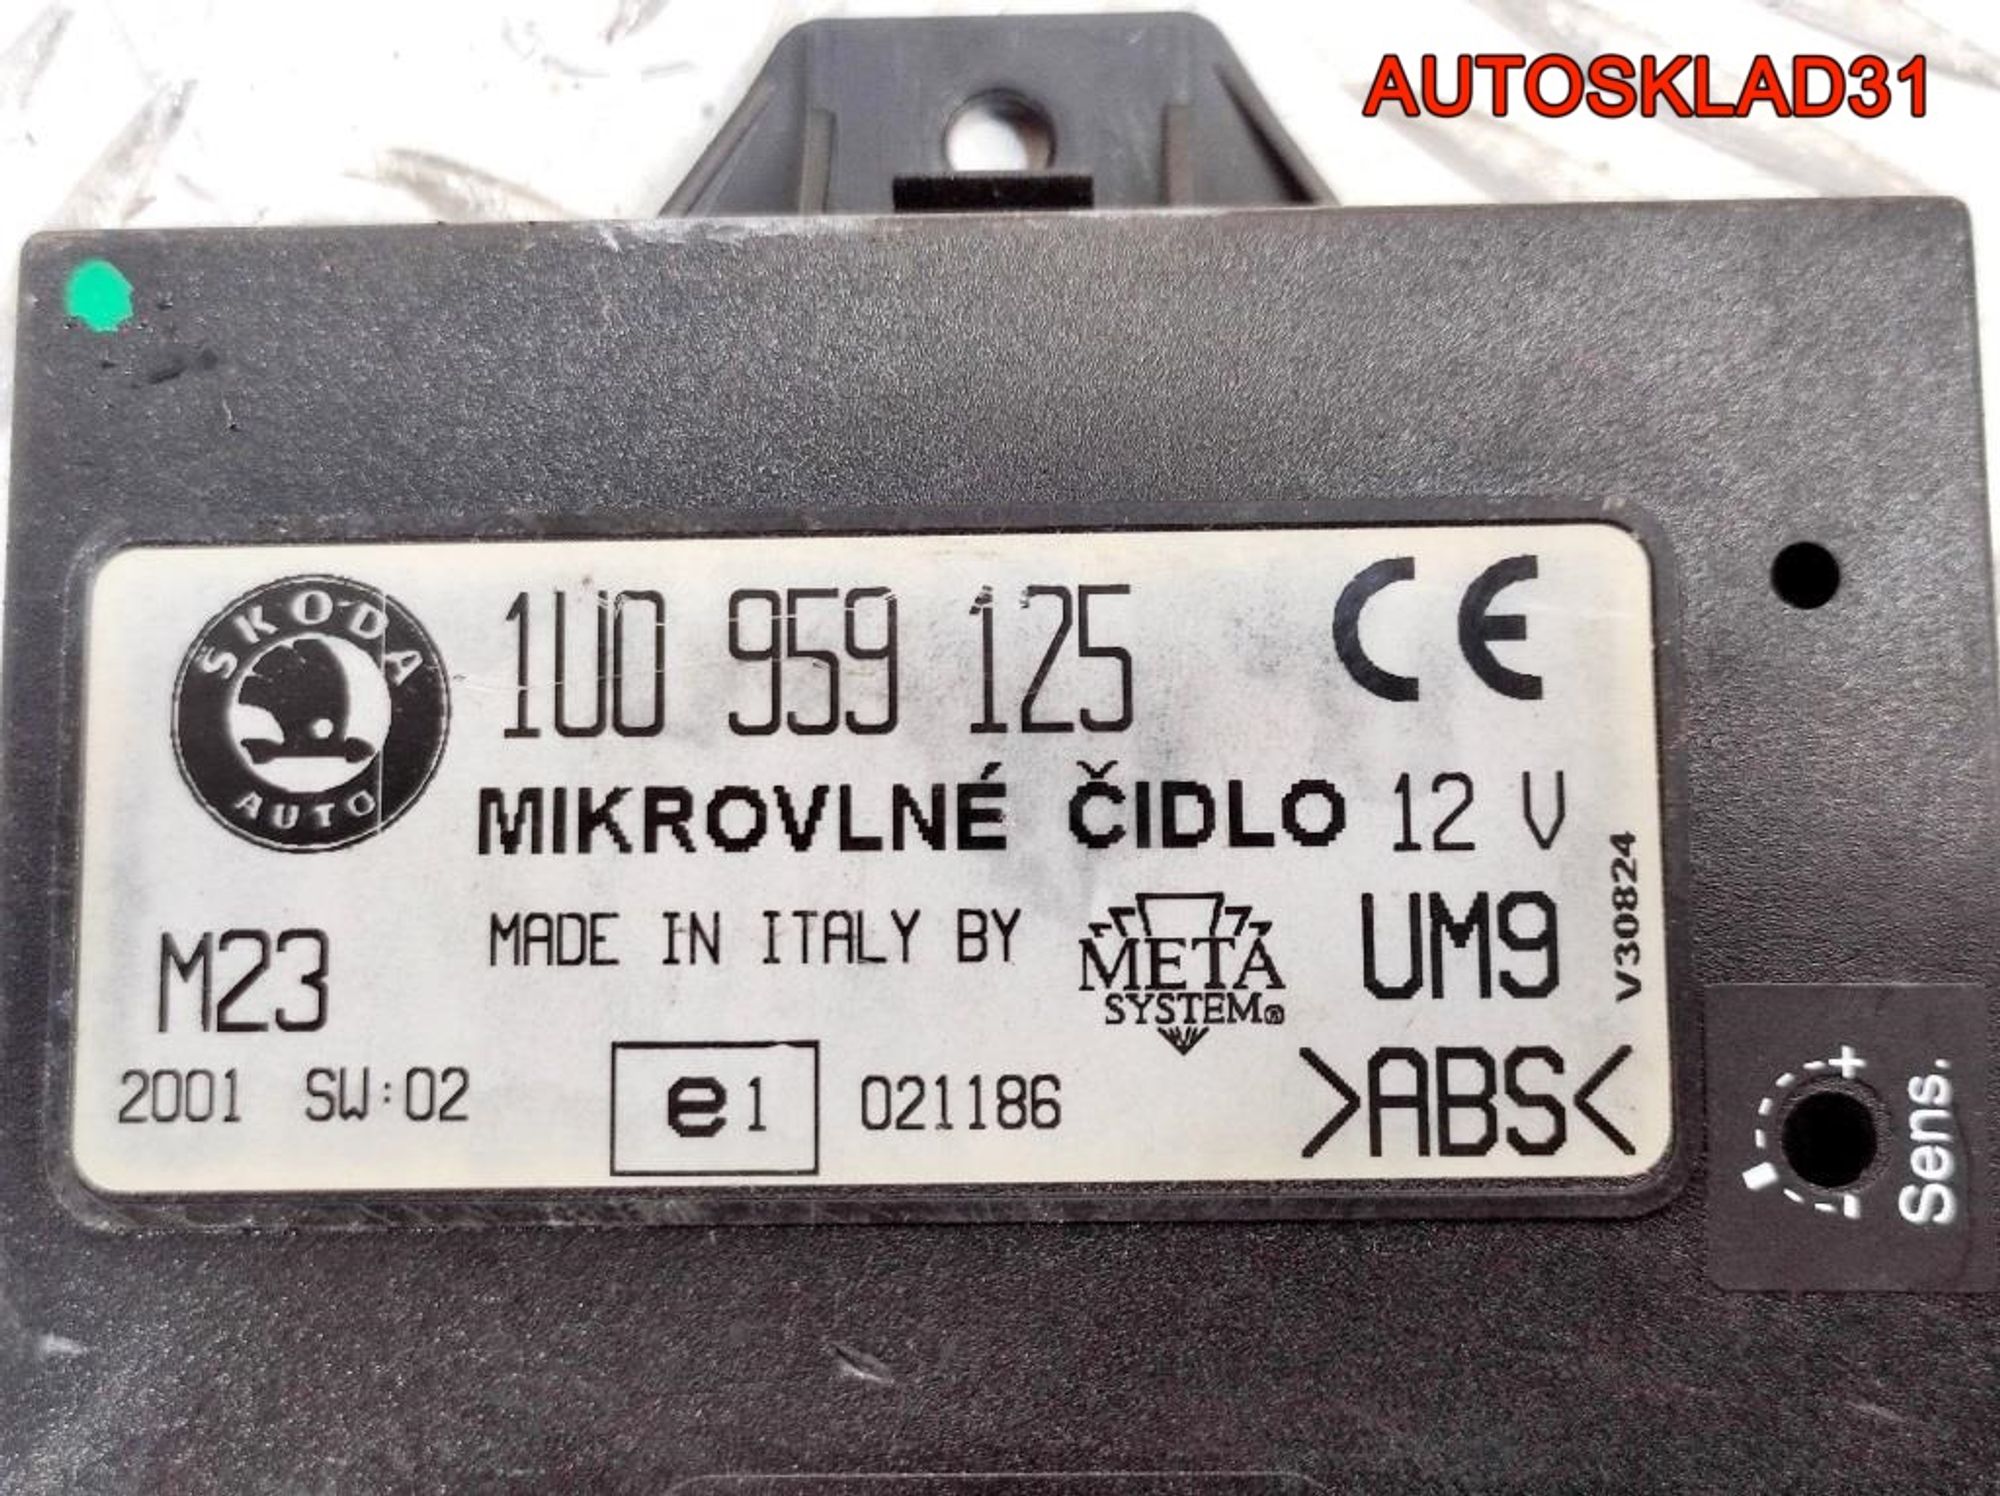 AUTOSKLAD31
ŠKODA
AUTO
1U0 959 125
CE
MIKROVLNÉ ČIDLO 12 V
MADE IN ITALY BY
META
SYSTEM®
UM9
V30824
M23
2001 SW:02
e1
021186
>ABS<
+
-
Sens.